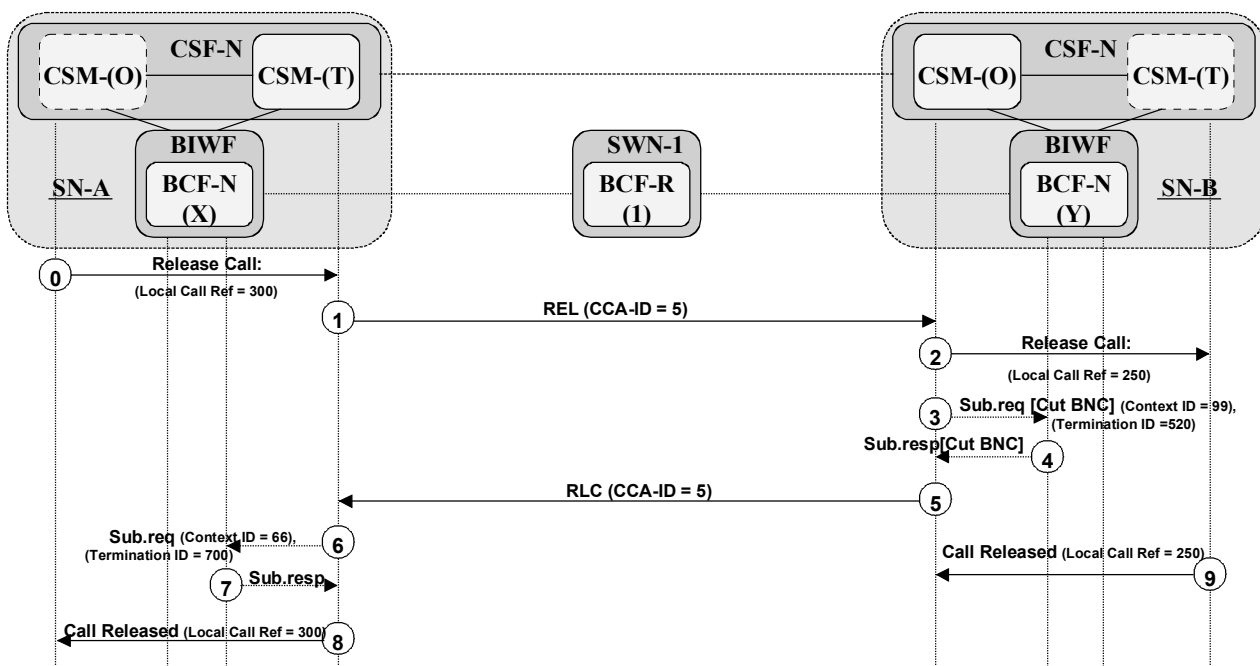 CSF-N
CSM-(O)
CSM-(T)
CSF-N
CSM-(O)
CSM-(T)
BIWF
BCF-N
(X)
SN-A
SWN-1
BCF-R
(1)
BIWF
BCF-N
(Y)
SN-B
0
Release Call:
(Local Call Ref = 300)
1
REL (CCA-ID = 5)
2
Release Call:
(Local Call Ref = 250)
3
Sub.req [Cut BNC] (Context ID = 99),
(Termination ID =520)
Sub.resp[Cut BNC]
4
RLC (CCA-ID = 5)
5
Sub.req (Context ID = 66),
(Termination ID = 700)
6
7
Sub.resp
Call Released (Local Call Ref = 250)
9
Call Released (Local Call Ref = 300)
8